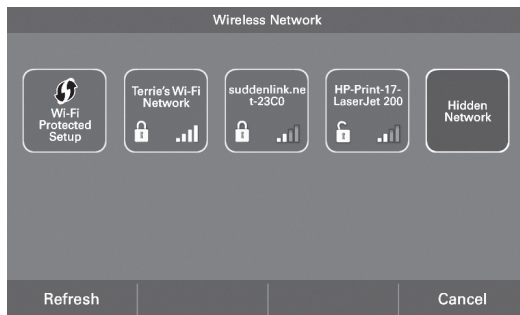 Wireless Network
Wi-Fi
Protected
Setup
Terrie's Wi-Fi
Network
suddenlink.ne
t-23C0
HP-Print-17-
LaserJet 200
Hidden
Network
Refresh
Cancel